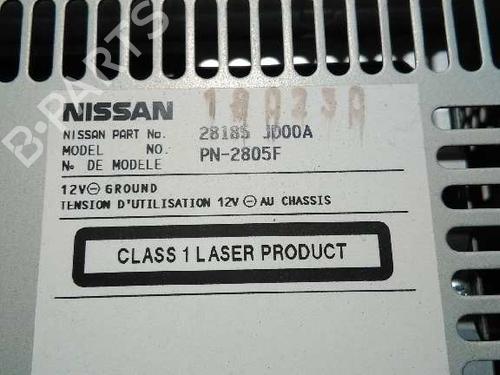 NISSAN 180230
NISSAN PART No. 28185 JD00A
MODEL NO. PN-2805F
No DE MODELE
12V⊖ GROUND
TENSION D'UTILISATION 12V⊖ AU CHASSIS
CLASS 1 LASER PRODUCT
B-PARTS